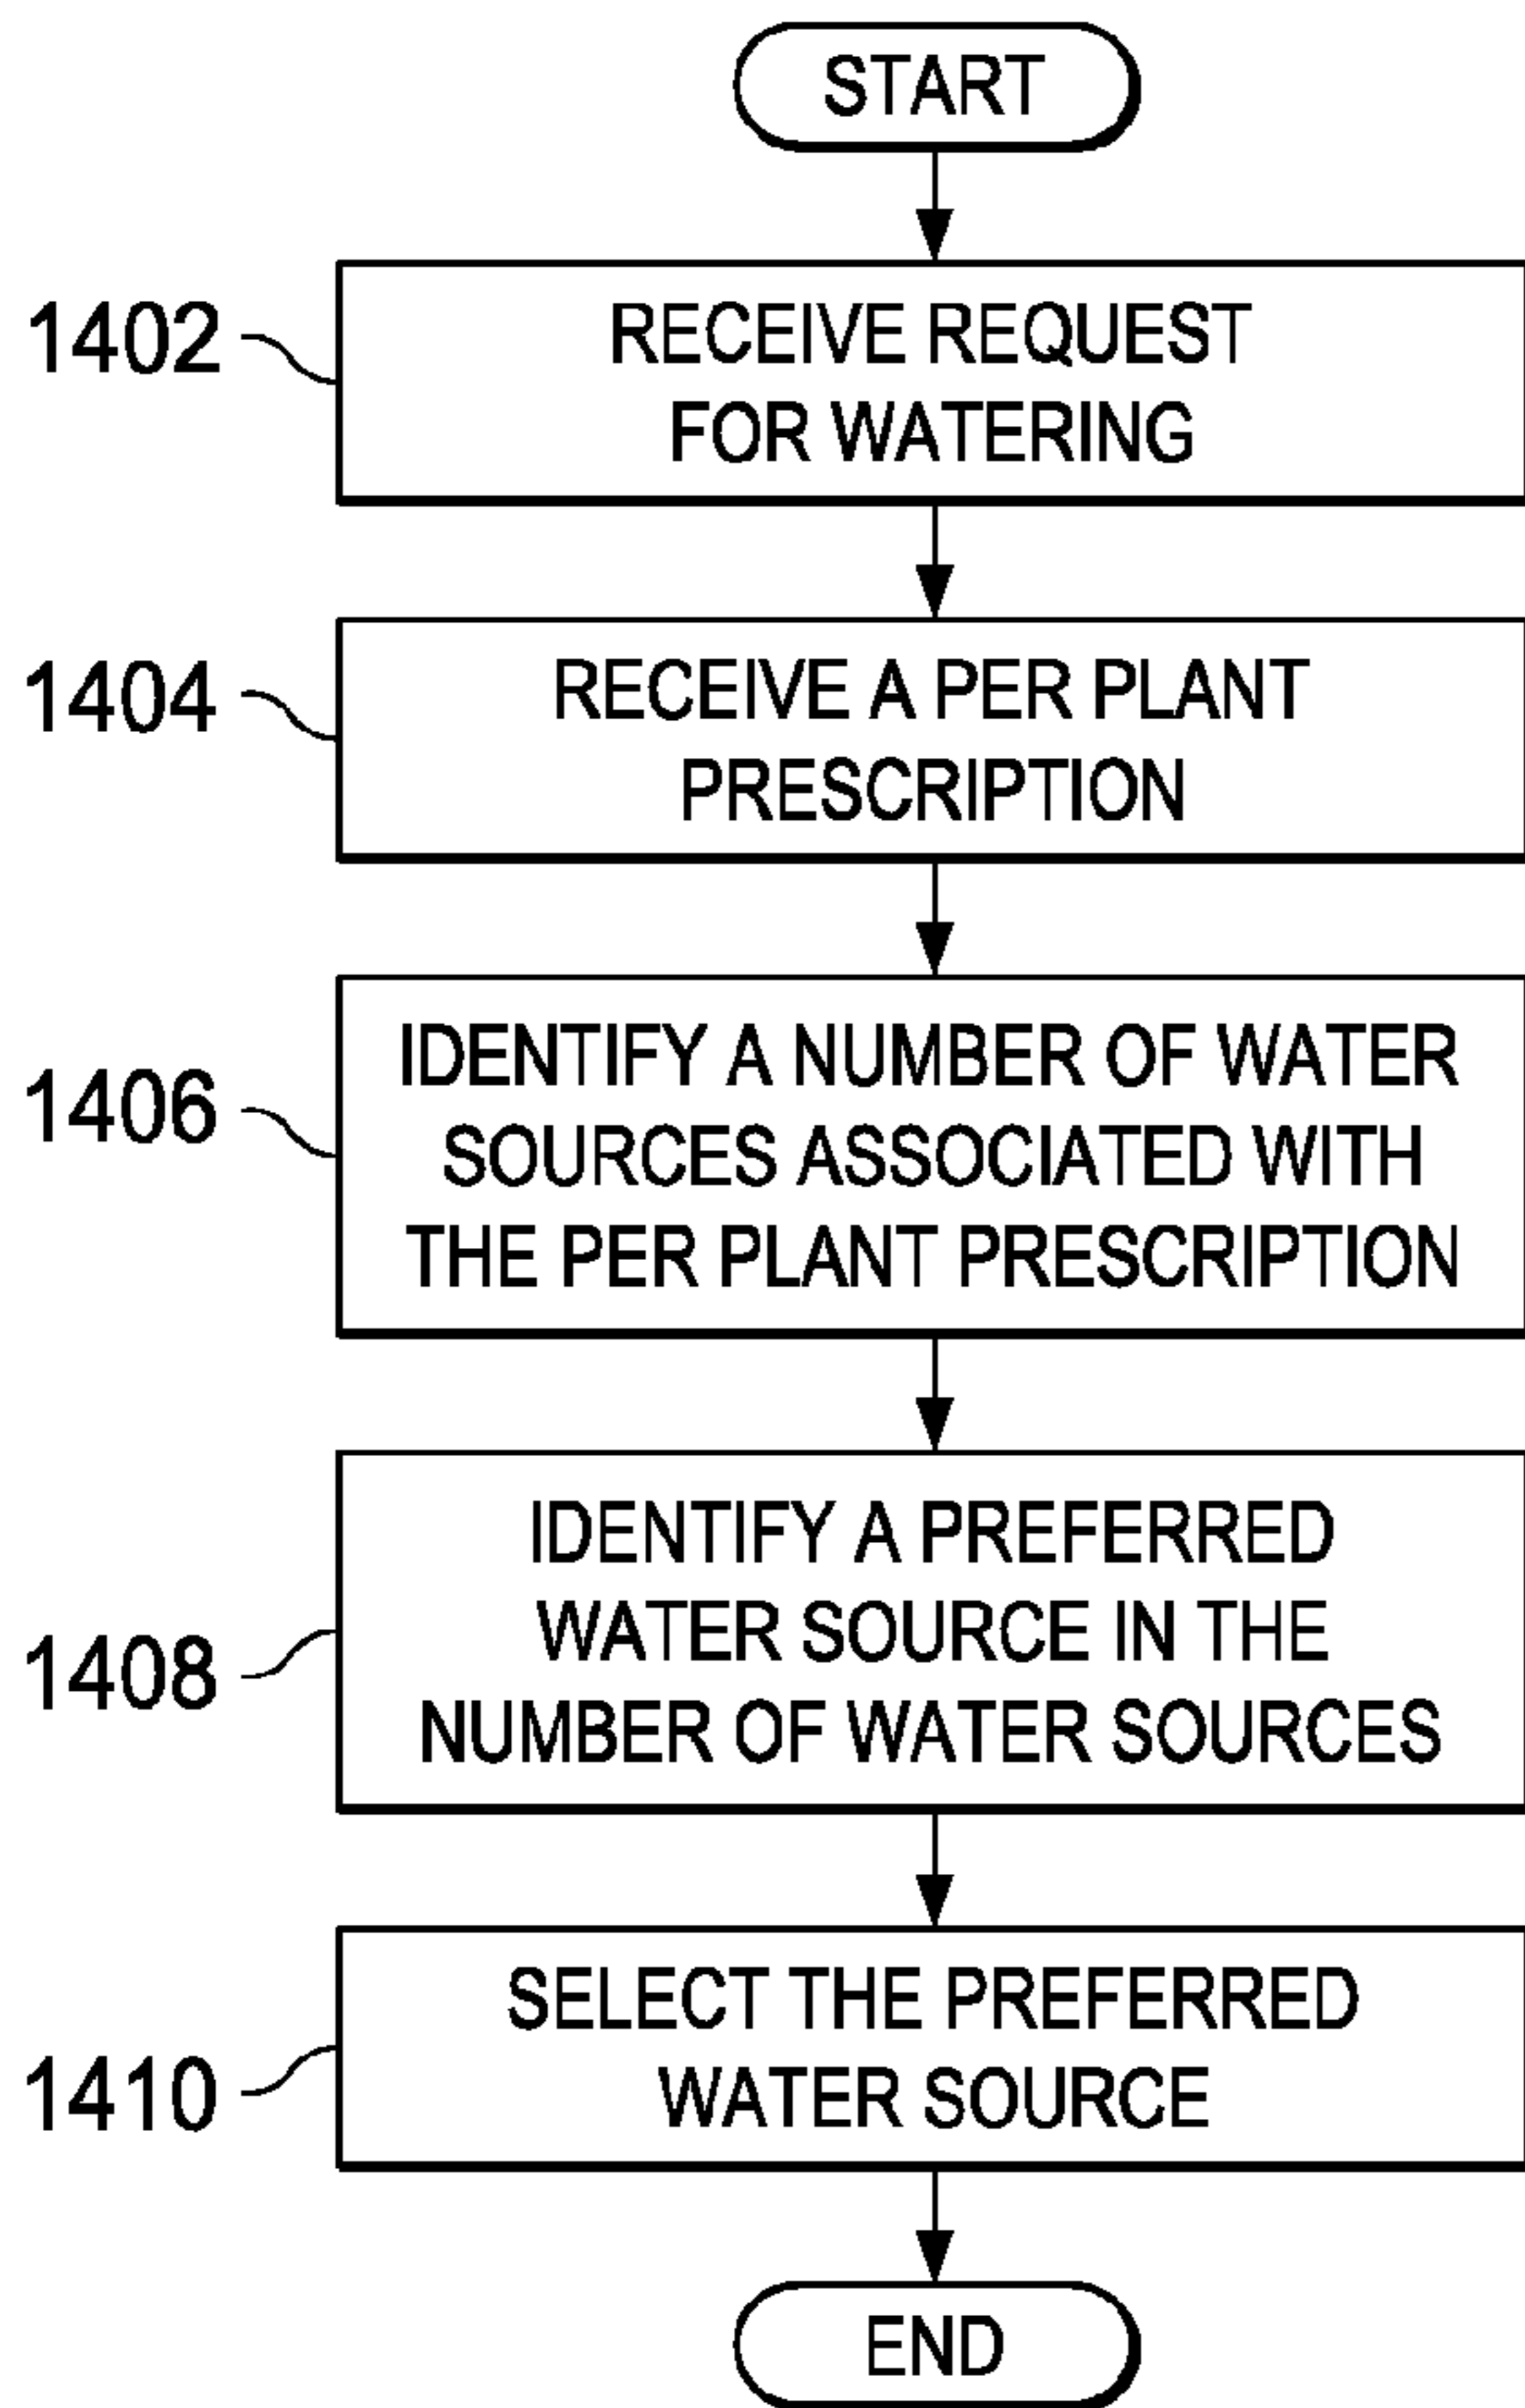 START
1402
RECEIVE REQUEST
FOR WATERING
1404
RECEIVE A PER PLANT
PRESCRIPTION
1406
IDENTIFY A NUMBER OF WATER
SOURCES ASSOCIATED WITH
THE PER PLANT PRESCRIPTION
1408
IDENTIFY A PREFERRED
WATER SOURCE IN THE
NUMBER OF WATER SOURCES
1410
SELECT THE PREFERRED
WATER SOURCE
END